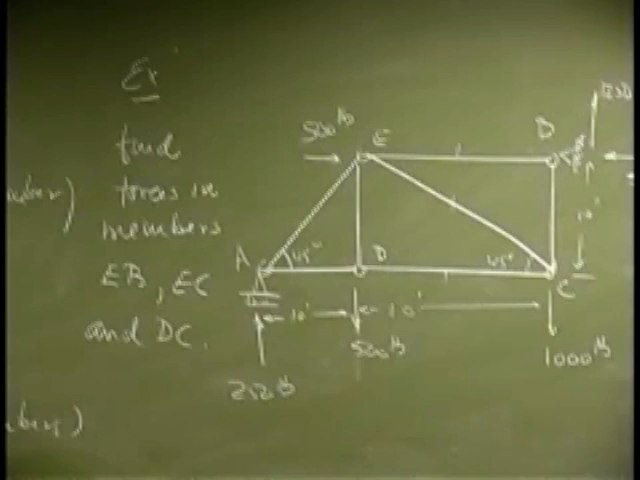 Ex
find
forces in
members
EB, EC
and DC.
500 lb
E
B
1250
A
45°
D
45°
C
10'
10'
10'
500 lb
1000 lb
250 lb